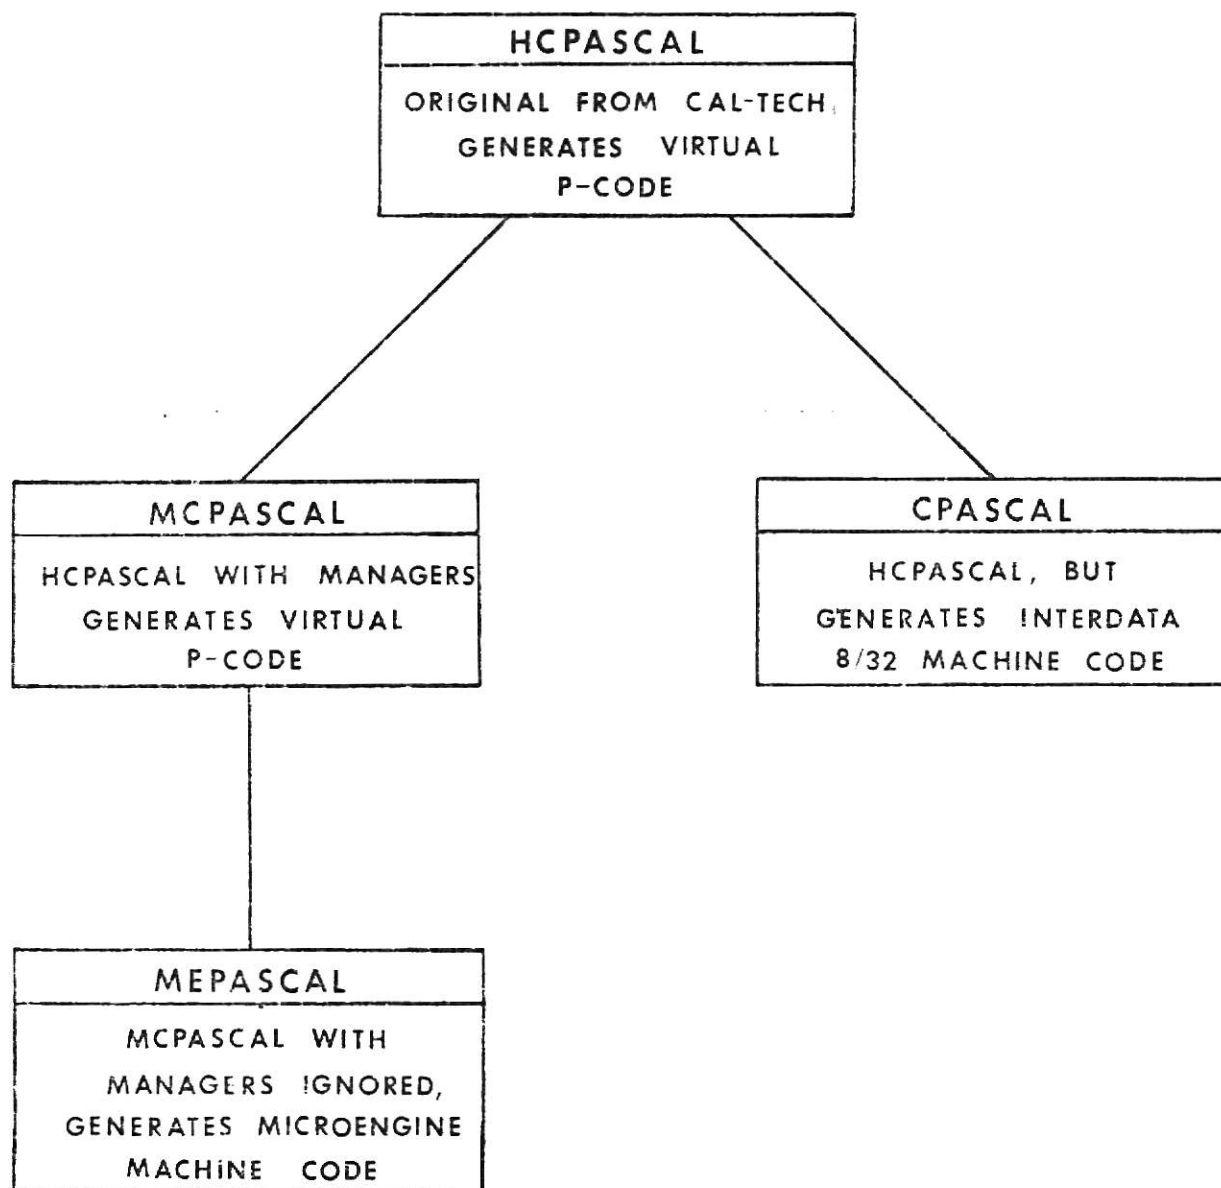 HCPASCAL
ORIGINAL FROM CAL-TECH,
GENERATES VIRTUAL
P-CODE
MCPASCAL
HCPASCAL WITH MANAGERS
GENERATES VIRTUAL
P-CODE
CPASCAL
HCPASCAL, BUT
GENERATES INTERDATA
8/32 MACHINE CODE
MEPASCAL
MCPASCAL WITH
MANAGERS IGNORED,
GENERATES MICROENGINE
MACHINE CODE